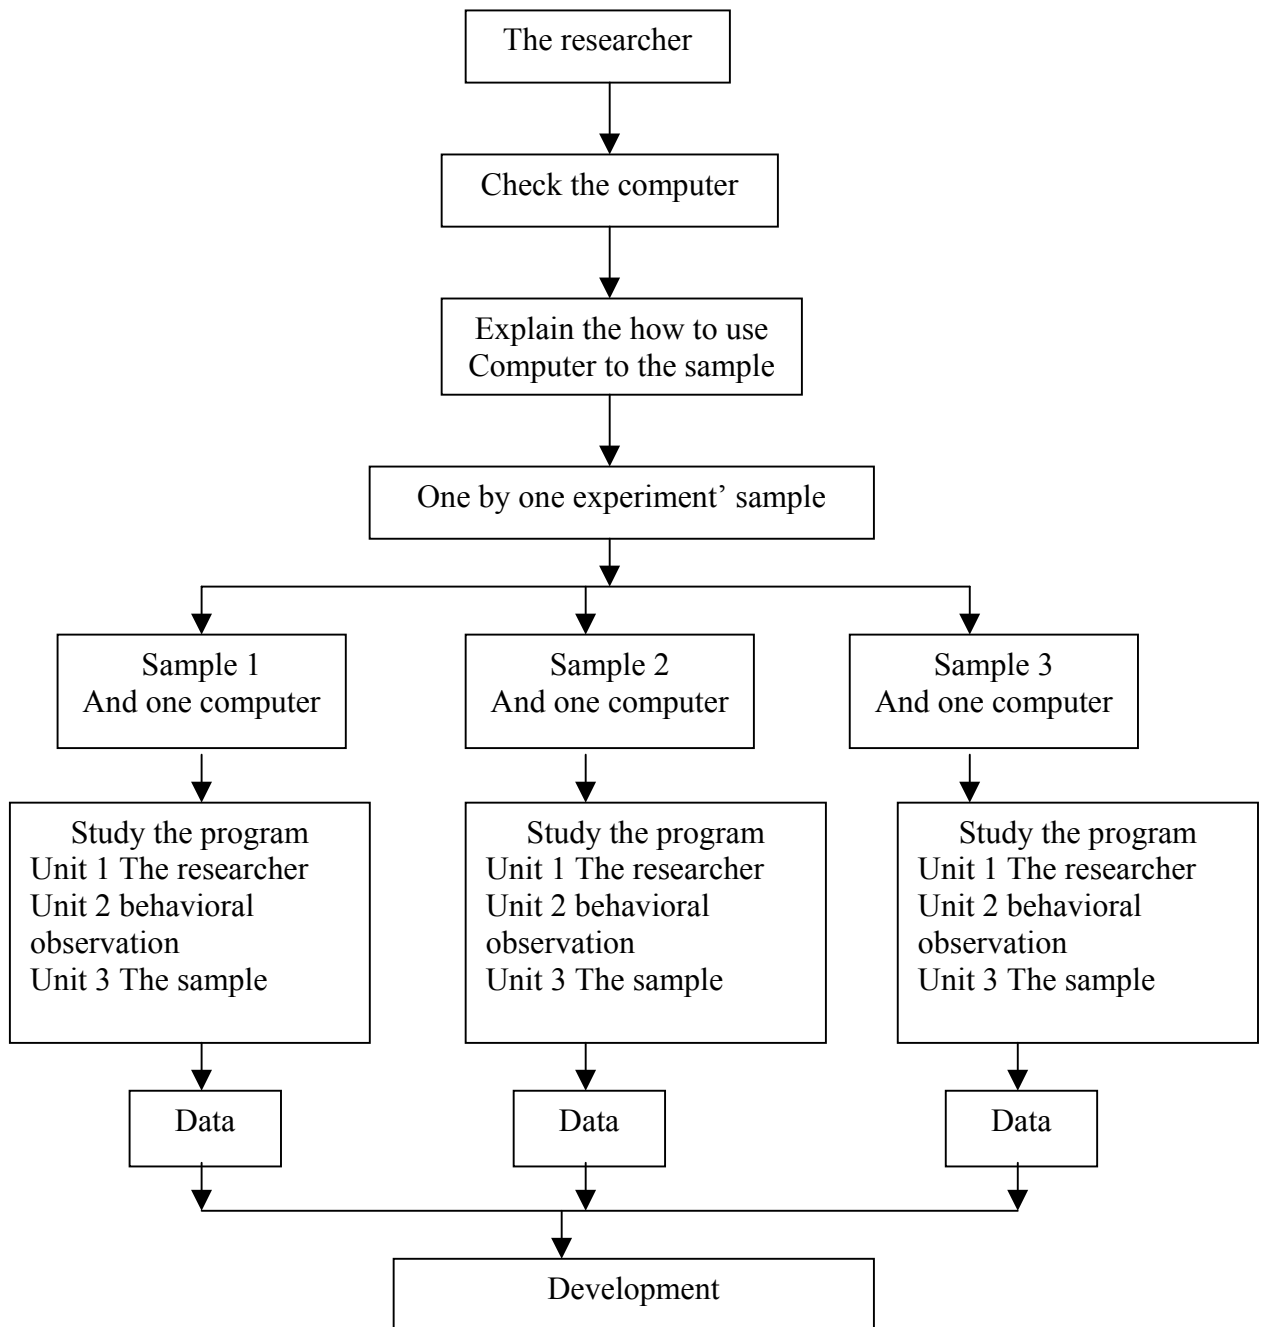 The researcher
Check the computer
Explain the how to use
Computer to the sample
One by one experiment’ sample
Sample 1
And one computer
Sample 2
And one computer
Sample 3
And one computer
Study the program
Unit 1 The researcher
Unit 2 behavioral
observation
Unit 3 The sample
Study the program
Unit 1 The researcher
Unit 2 behavioral
observation
Unit 3 The sample
Study the program
Unit 1 The researcher
Unit 2 behavioral
observation
Unit 3 The sample
Data
Data
Data
Development